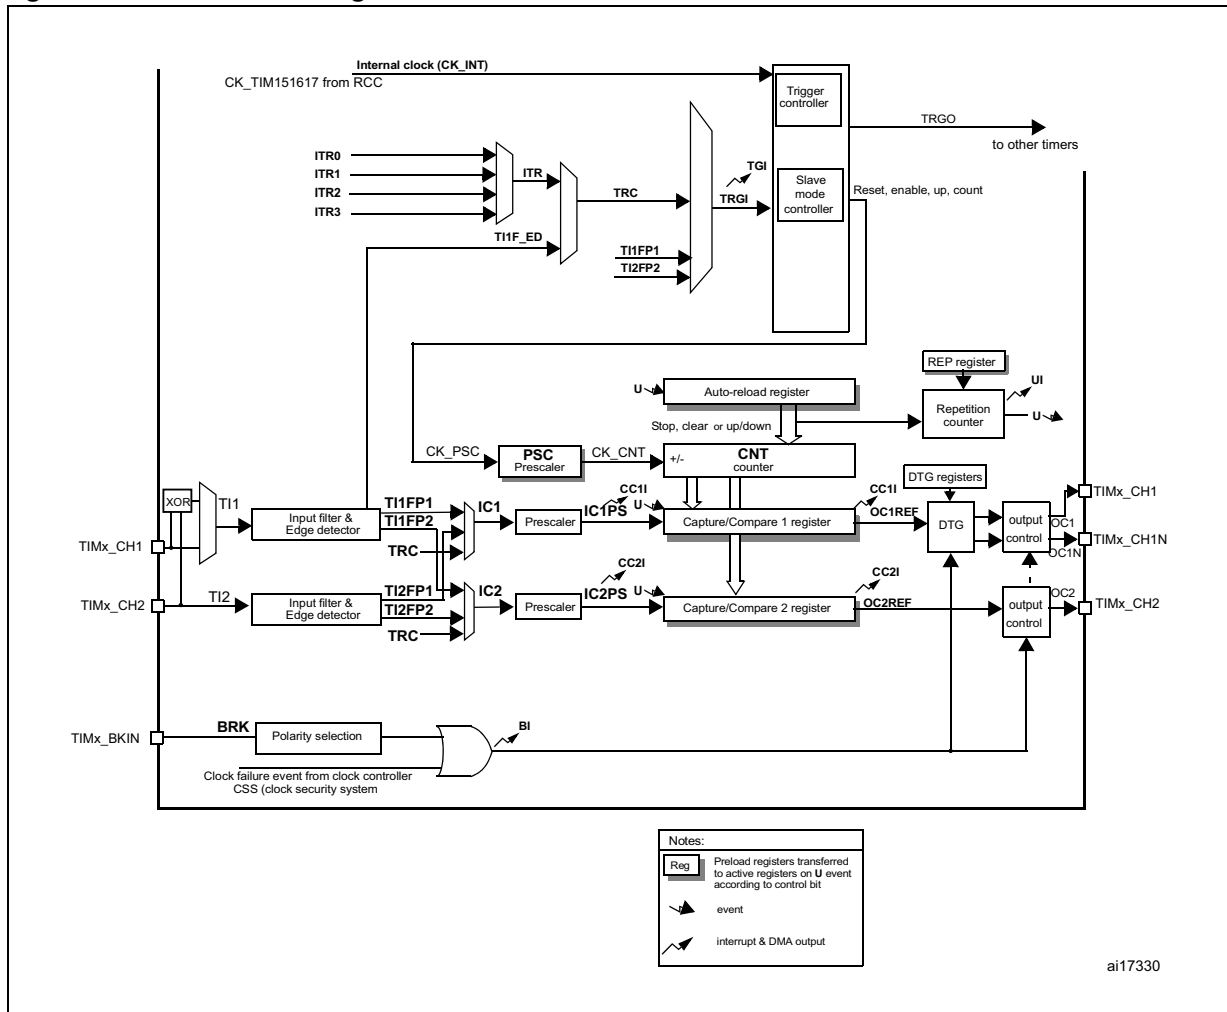 Internal clock (CK_INT)
CK_TIM151617 from RCC
Trigger
controller
TRGO
to other timers
ITR0
ITR1
ITR2
ITR3
ITR
TRC
TGI
TRGI
Slave
mode
controller
Reset, enable, up, count
TI1F_ED
TI1FP1
TI2FP2
REP register
UI
U
Auto-reload register
Repetition
counter
U
Stop, clear or up/down
CK_PSC
PSC
Prescaler
CK_CNT
+/-
CNT
counter
DTG registers
XOR
TI1
TI1FP1
TI1FP2
IC1
CC1I
IC1PS
U
CC1I
OC1REF
TIMx_CH1
Input filter &
Edge detector
Prescaler
Capture/Compare 1 register
DTG
output
control
OC1
OC1N
TIMx_CH1N
TIMx_CH1
TRC
TIMx_CH2
TI2
Input filter &
Edge detector
TI2FP1
TI2FP2
TRC
IC2
Prescaler
CC2I
IC2PS
U
Capture/Compare 2 register
CC2I
OC2REF
output
control
OC2
TIMx_CH2
TIMx_BKIN
BRK
Polarity selection
BI
Clock failure event from clock controller
CSS (clock security system
Notes:
Reg
Preload registers transferred
to active registers on U event
according to control bit
event
interrupt & DMA output
ai17330